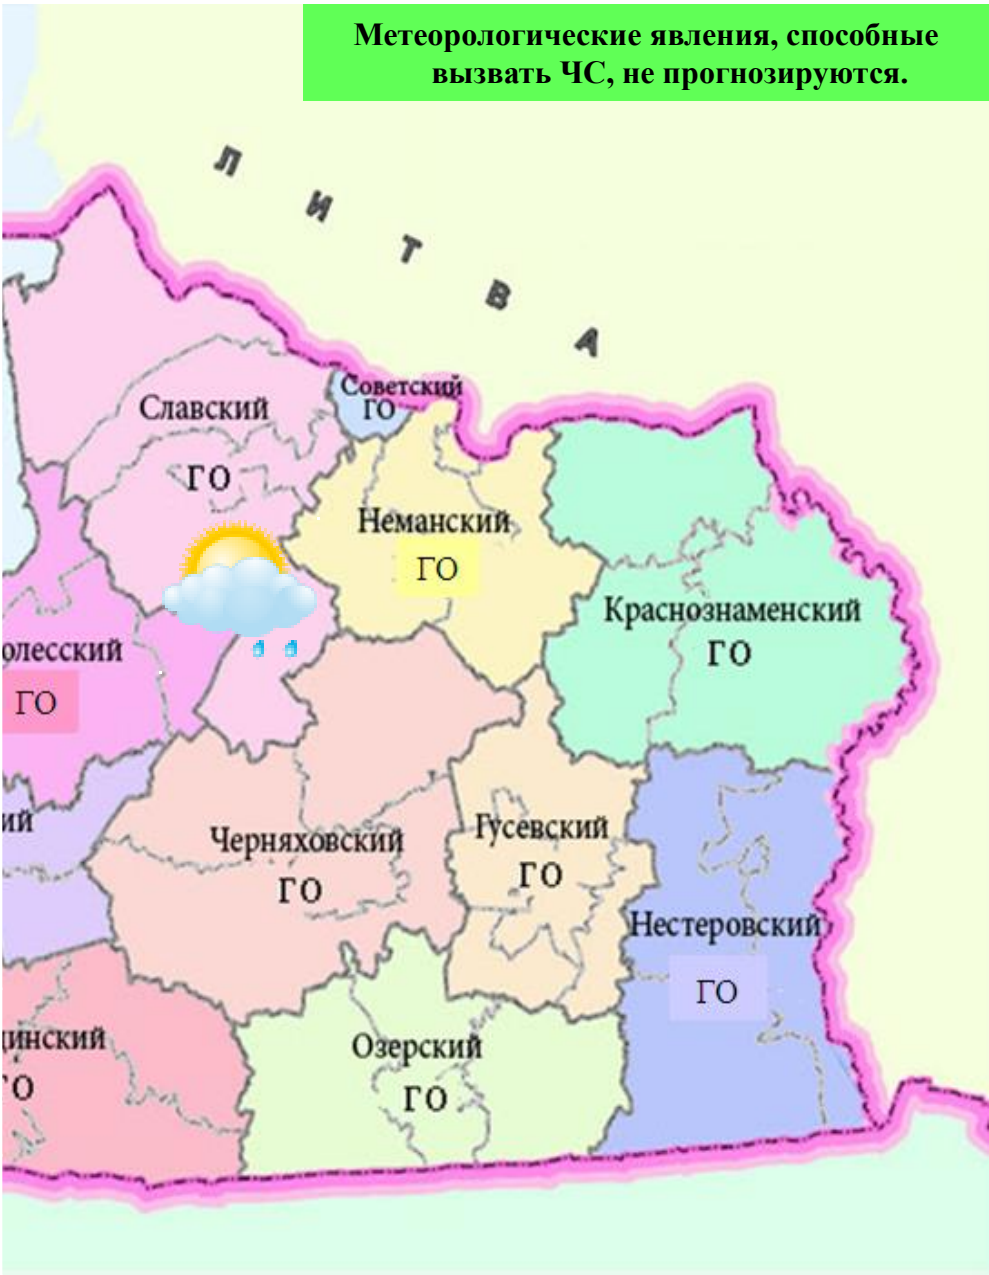 Метеорологические явления, способные
вызвать ЧС, не прогнозируются.
ЛИТВА
Советский
ГО
Славский
ГО
Неманский
ГО
Краснознаменский
ГО
олесский
ГО
ий
Черняховский
ГО
Гусевский
ГО
Нестеровский
ГО
динский
ГО
Озерский
ГО